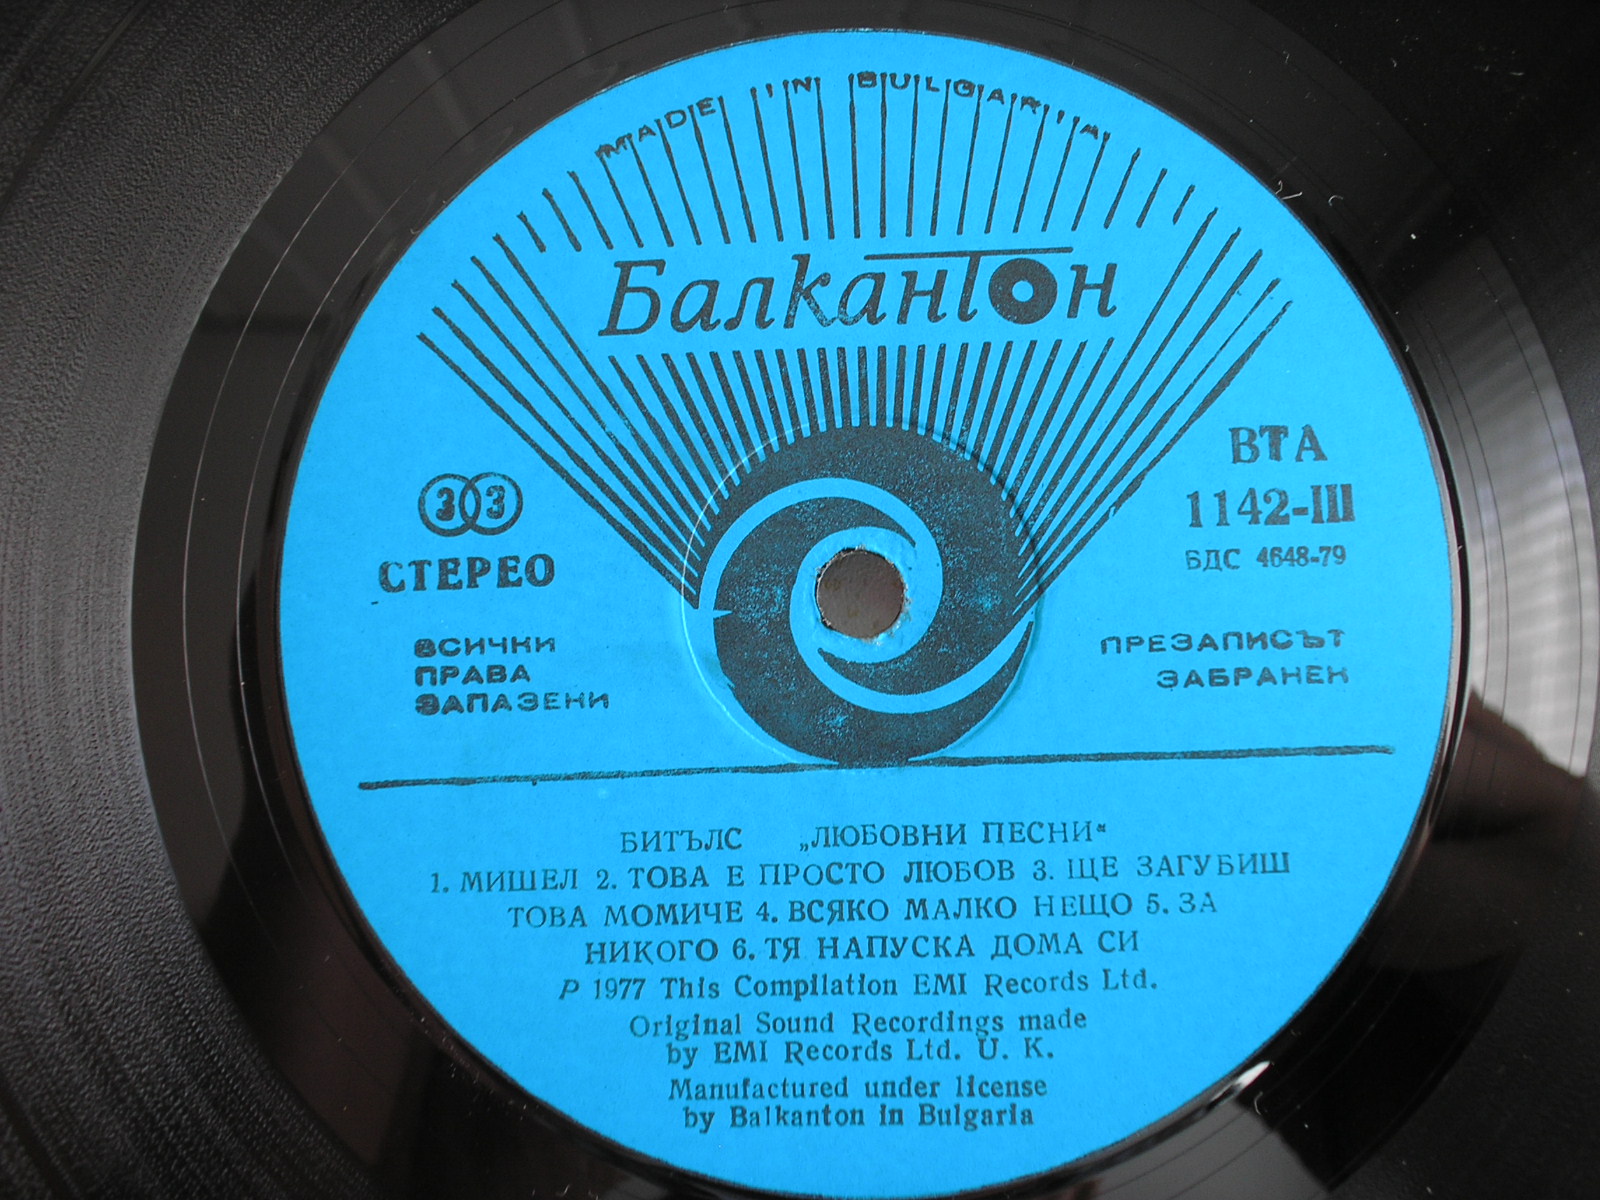 MADE IN BULGARIA
Балкантон
33
СТЕРЕО
ВСИЧКИ
ПРАВА
ЗАПАЗЕНИ
ВТА
1142-III
БДС 4648-79
ПРЕЗАПИСЪТ
ЗАБРАНЕН
БИТЪЛС „ЛЮБОВНИ ПЕСНИ“
1. МИШЕЛ 2. ТОВА Е ПРОСТО ЛЮБОВ 3. ЩЕ ЗАГУБИШ
ТОВА МОМИЧЕ 4. ВСЯКО МАЛКО НЕЩО 5. ЗА
НИКОГО 6. ТЯ НАПУСКА ДОМА СИ
P 1977 This Compilation EMI Records Ltd.
Original Sound Recordings made
by EMI Records Ltd. U. K.
Manufactured under license
by Balkanton in Bulgaria